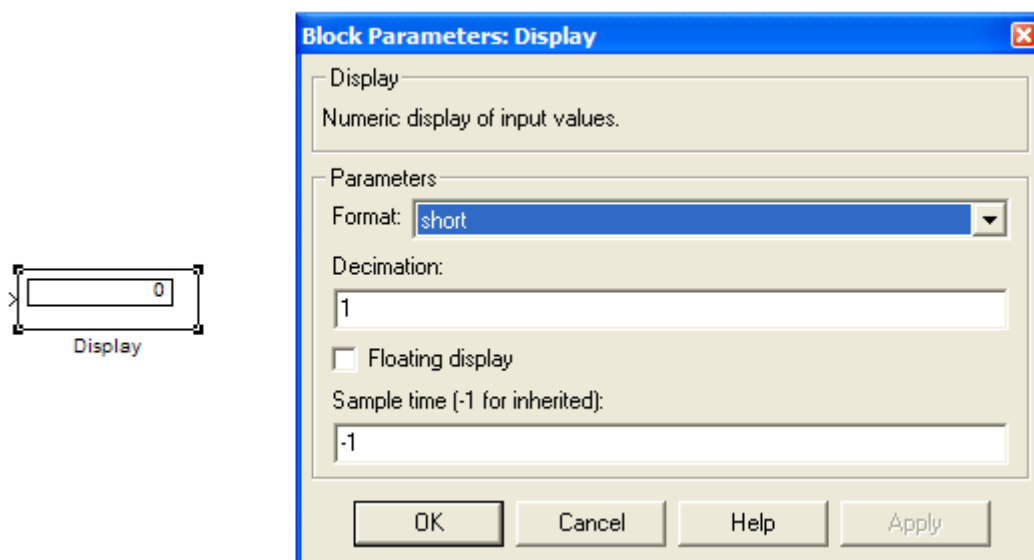 Block Parameters: Display
Display
Numeric display of input values.
Parameters
Format: short
Decimation:
1
Floating display
Sample time (-1 for inherited):
-1
OK Cancel Help Apply
0
Display